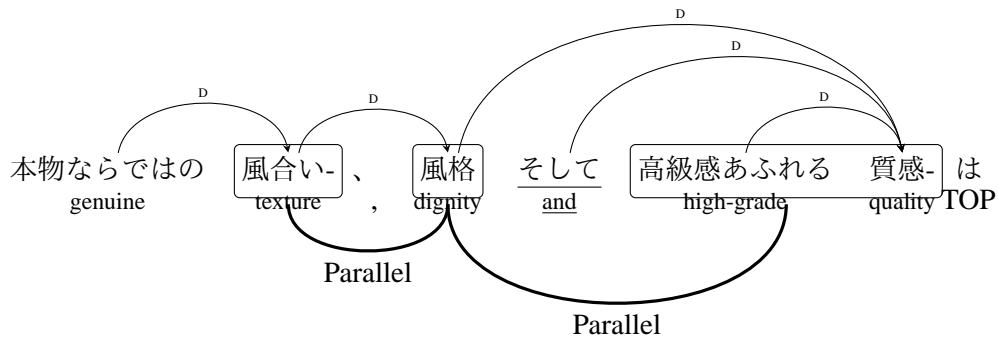 D
D
D
D
D
本物ならではの 風合い- 、 風格 そして 高級感あふれる 質感- は
genuine texture , dignity and high-grade quality TOP
Parallel
Parallel